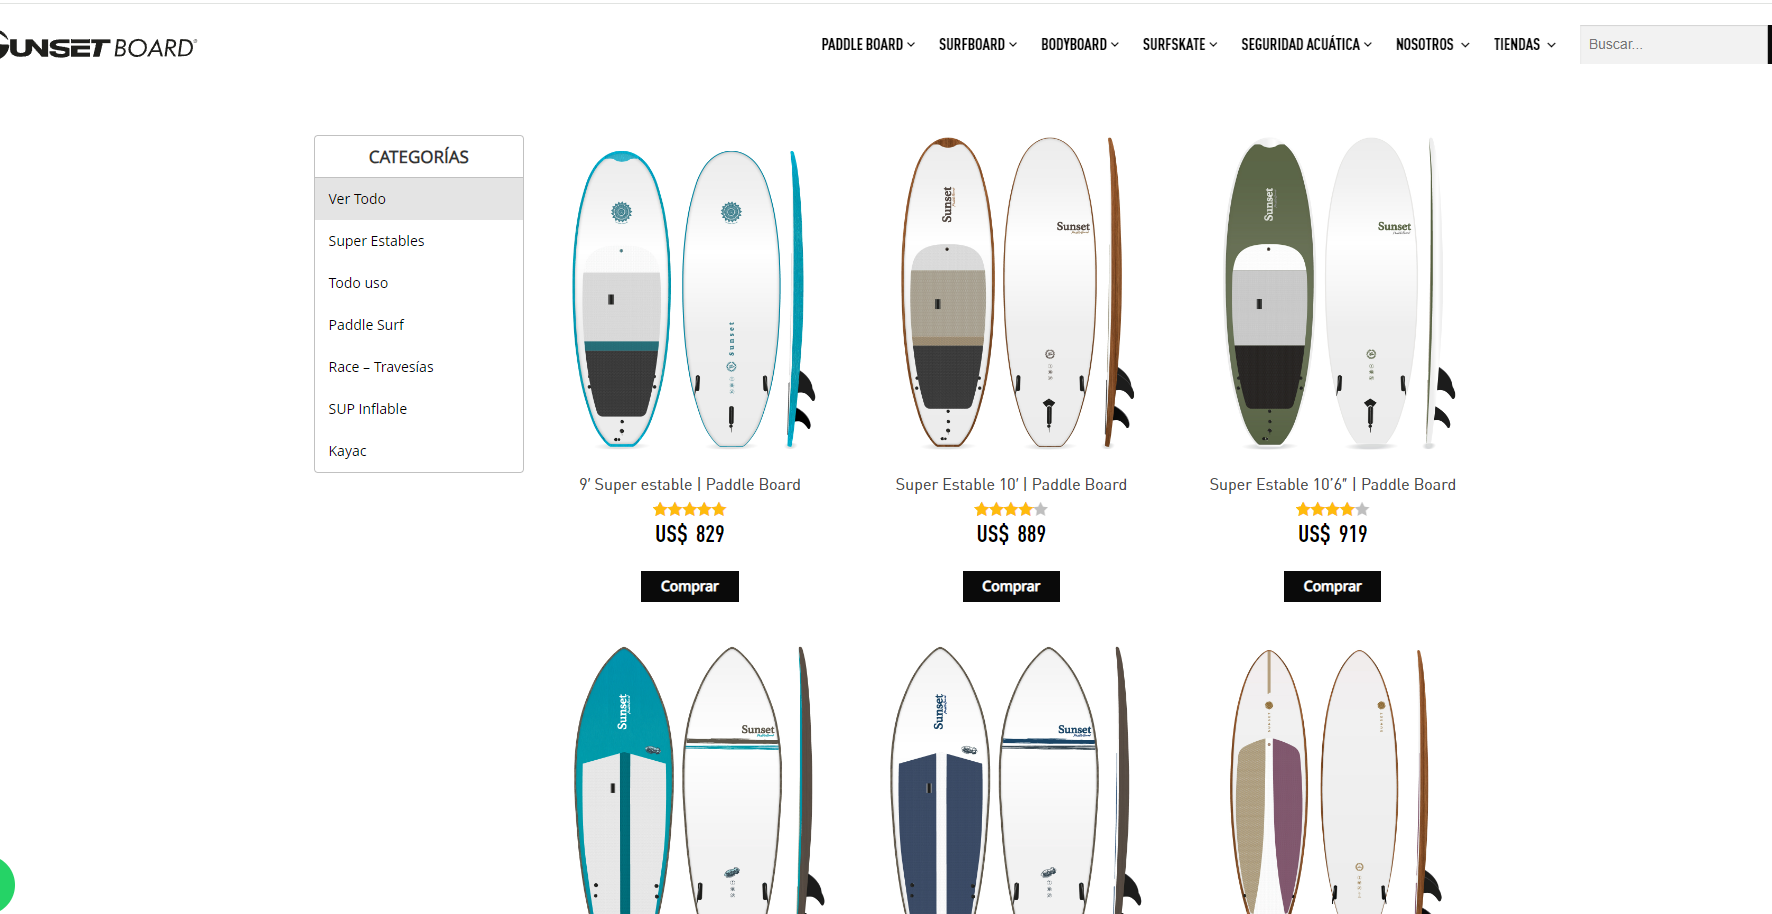 SUNSET BOARD®
PADDLE BOARD SURFBOARD BODYBOARD SURFSKATE SEGURIDAD ACUÁTICA NOSOTROS TIENDAS Buscar...
CATEGORÍAS
Ver Todo
Super Estables
Todo uso
Paddle Surf
Race – Travesías
SUP Inflable
Kayac
sunset
Sunset
Sunset
Sunset
Sunset
9’ Super estable | Paddle Board
US$ 829
Comprar
Super Estable 10’ | Paddle Board
US$ 889
Comprar
Super Estable 10’6” | Paddle Board
US$ 919
Comprar
Sunset
Sunset
Sunset
Sunset
SUNSET
SUNSET